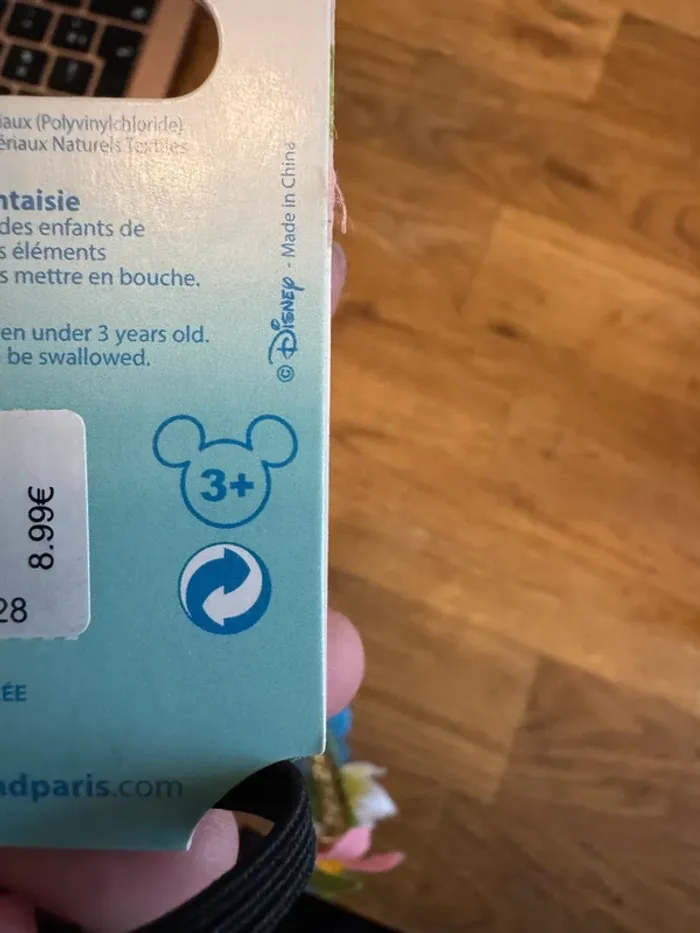 iaux (Polyvinylchloride)
ériaux Naturels Textiles
ntaisie
des enfants de
s éléments
s mettre en bouche.
en under 3 years old.
be swallowed.
© Disney - Made in China
3+
8.99€
28
ÉE
adparis.com